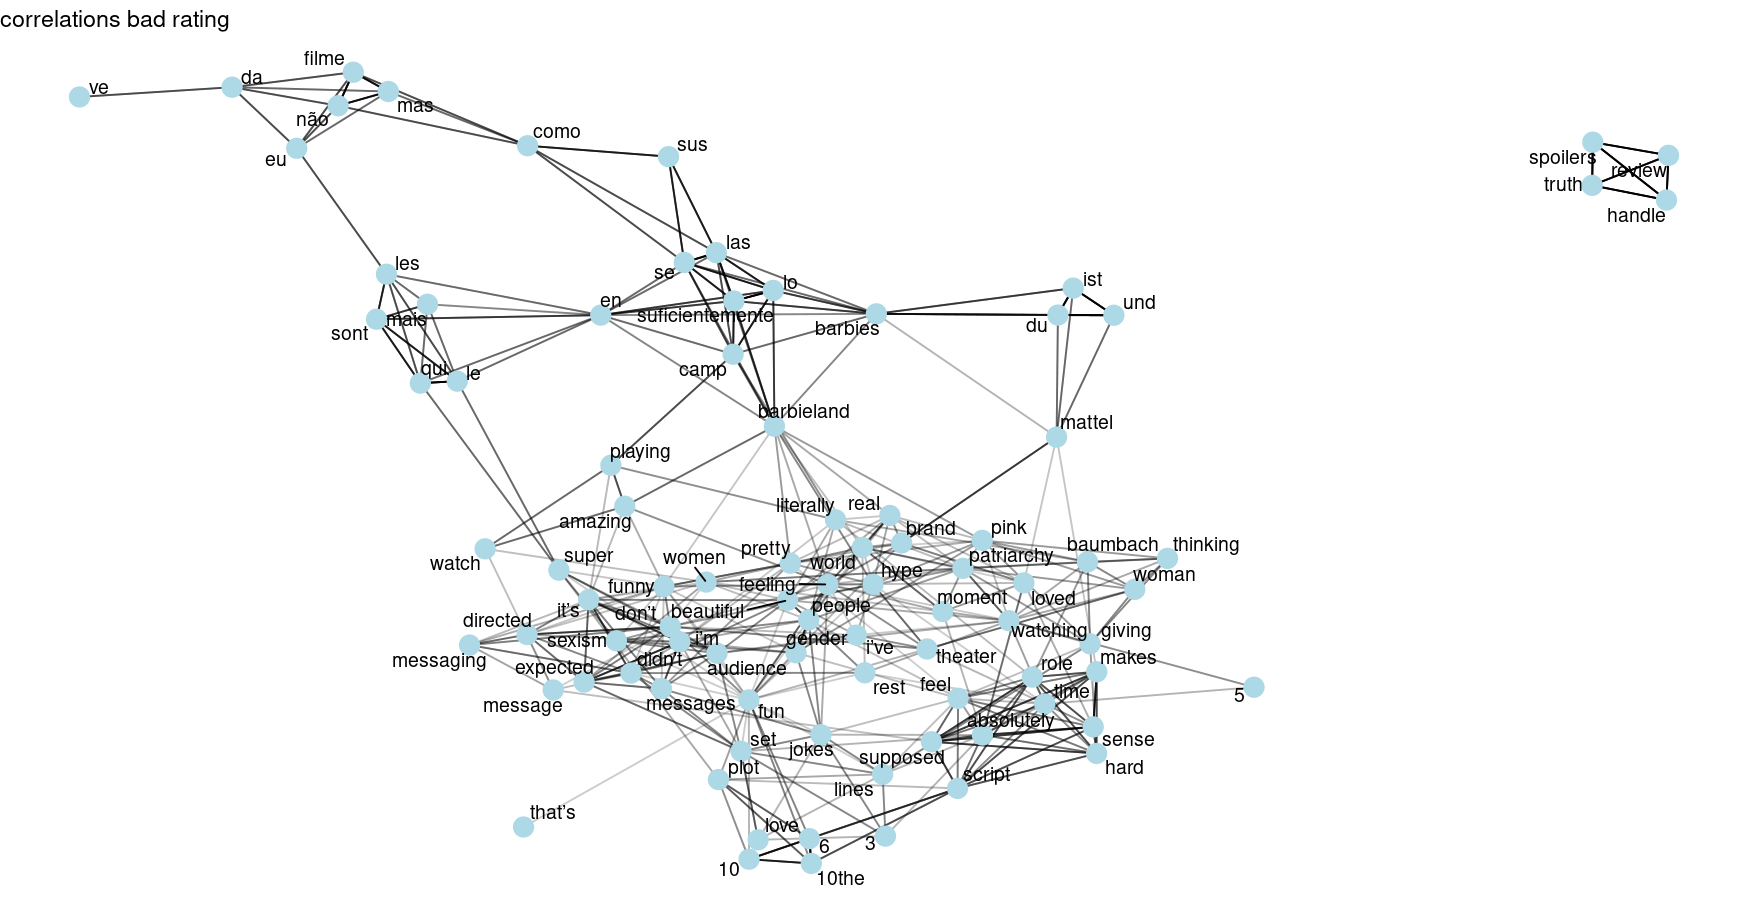 correlations bad rating
filme
da
ve
mas
não
eu
como
sus
spoilers
review
truth
handle
las
les
se
lo
ist
en
und
suficientemente
mais
sont
barbies
du
qui
le
camp
barbieland
mattel
playing
literally
real
amazing
brand
pink
pretty
baumbach
thinking
watch
super
women
world
patriarchy
hype
woman
funny
feeling
it's
don't
beautiful
people
moment
loved
directed
sexism
i'm
gender
i've
watching
giving
messaging
expected
didn't
audience
theater
role
makes
rest
feel
time
5
message
messages
fun
absolutely
set
jokes
supposed
sense
plot
lines
script
hard
that's
love
6
3
10
10the